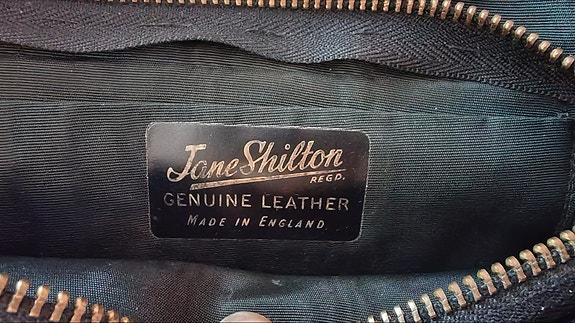 Jane Shilton
REGD.
GENUINE LEATHER
MADE IN ENGLAND